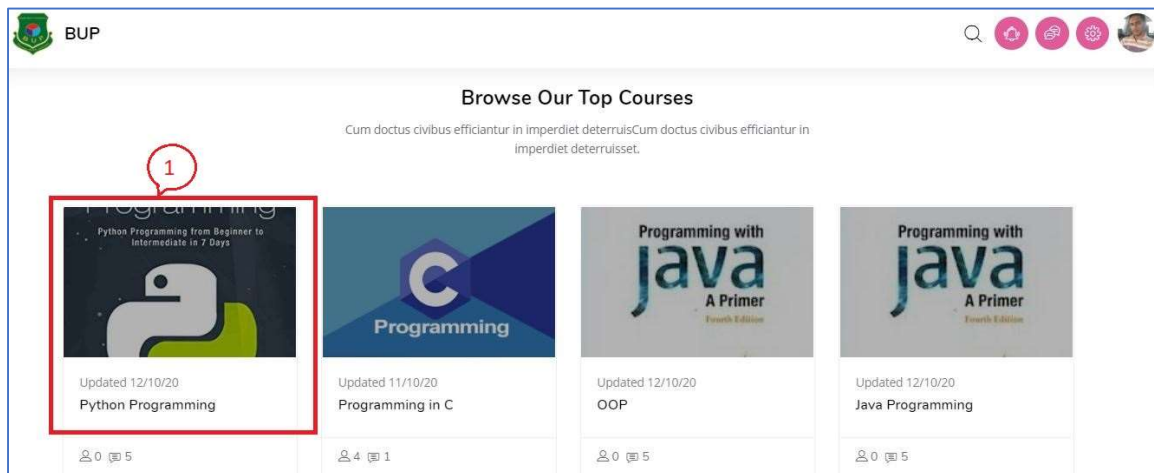 BUP
Browse Our Top Courses
Cum doctus civibus efficiantur in imperdiet deterruisCum doctus civibus efficiantur in
imperdiet deterruisset.
1
Programming
Python Programming from Beginner to
Intermediate in 7 Days
Updated 12/10/20
Python Programming
0 5
C
Programming
Updated 11/10/20
Programming in C
4 1
Programming with
java
A Primer
Fourth Edition
Updated 12/10/20
OOP
0 5
Programming with
java
A Primer
Fourth Edition
Updated 12/10/20
Java Programming
0 5